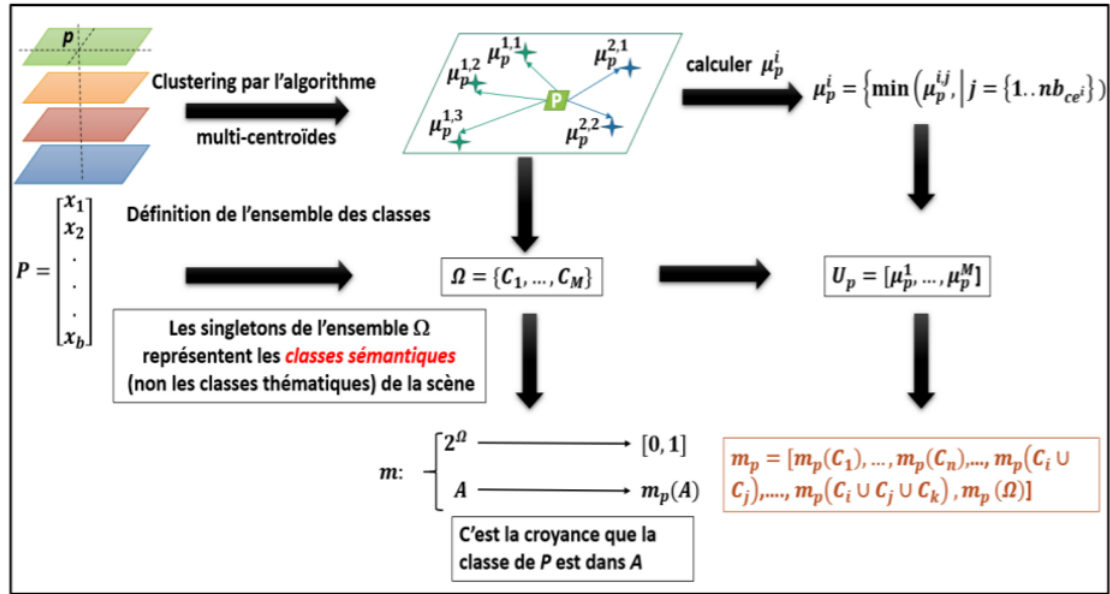 p
Clustering par l'algorithme
multi-centroïdes
μ_p^{1,1}
μ_p^{2,1}
μ_p^{1,2}
P
μ_p^{1,3}
μ_p^{2,2}
calculer μ_p^i
μ_p^i = {min(μ_p^{i,j}, | j = {1..nb_{ce^i}})
P = [x_1
x_2
.
.
.
x_b]
Définition de l'ensemble des classes
Ω = {C_1, ..., C_M}
U_p = [μ_p^1, ..., μ_p^M]
Les singletons de l'ensemble Ω
représentent les classes sémantiques
(non les classes thématiques) de la scène
m:
2^Ω → [0, 1]
A → m_p(A)
C'est la croyance que la
classe de P est dans A
m_p = [m_p(C_1), ..., m_p(C_n),..., m_p(C_i ∪
C_j),...., m_p(C_i ∪ C_j ∪ C_k) , m_p (Ω)]